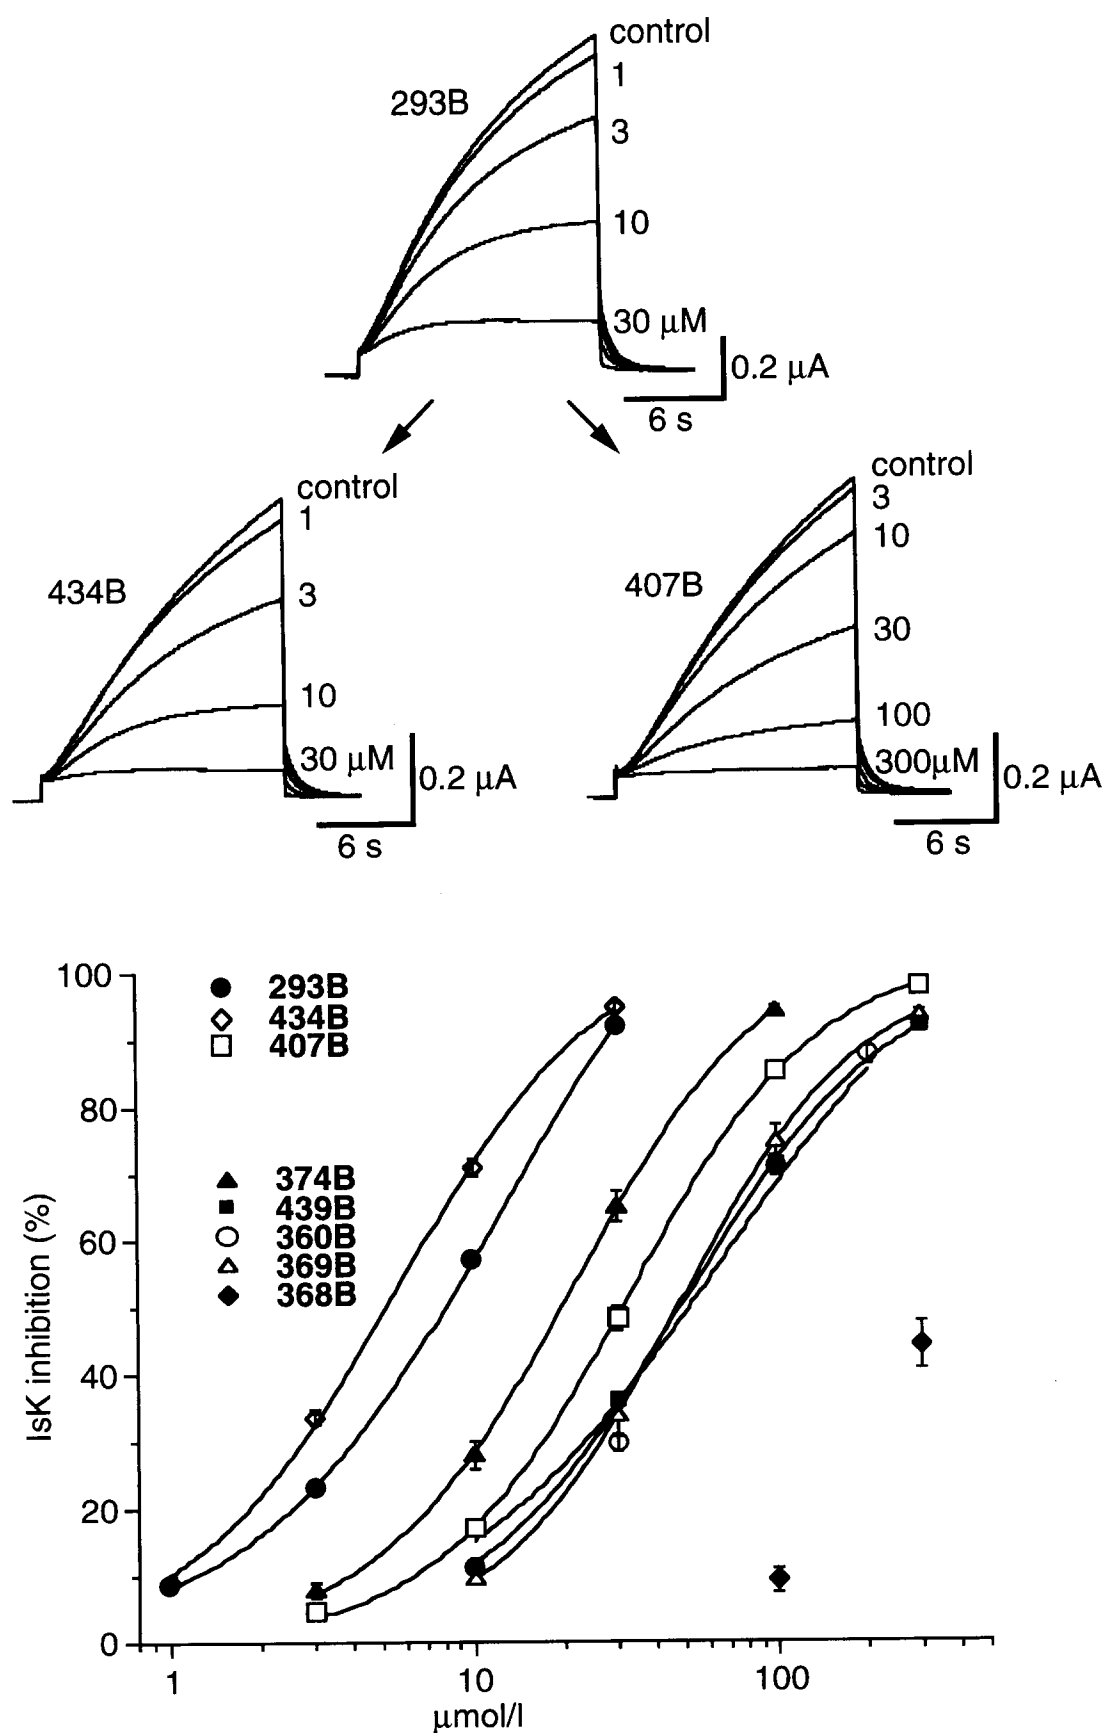 control
1
293B
3
10
30 μM
0.2 μA
6 s
control
1
434B
3
10
30 μM
0.2 μA
6 s
control
3
10
407B
30
100
300μM
0.2 μA
6 s
100
80
60
40
20
0
IsK inhibition (%)
293B
434B
407B
374B
439B
360B
369B
368B
1
10
100
μmol/l